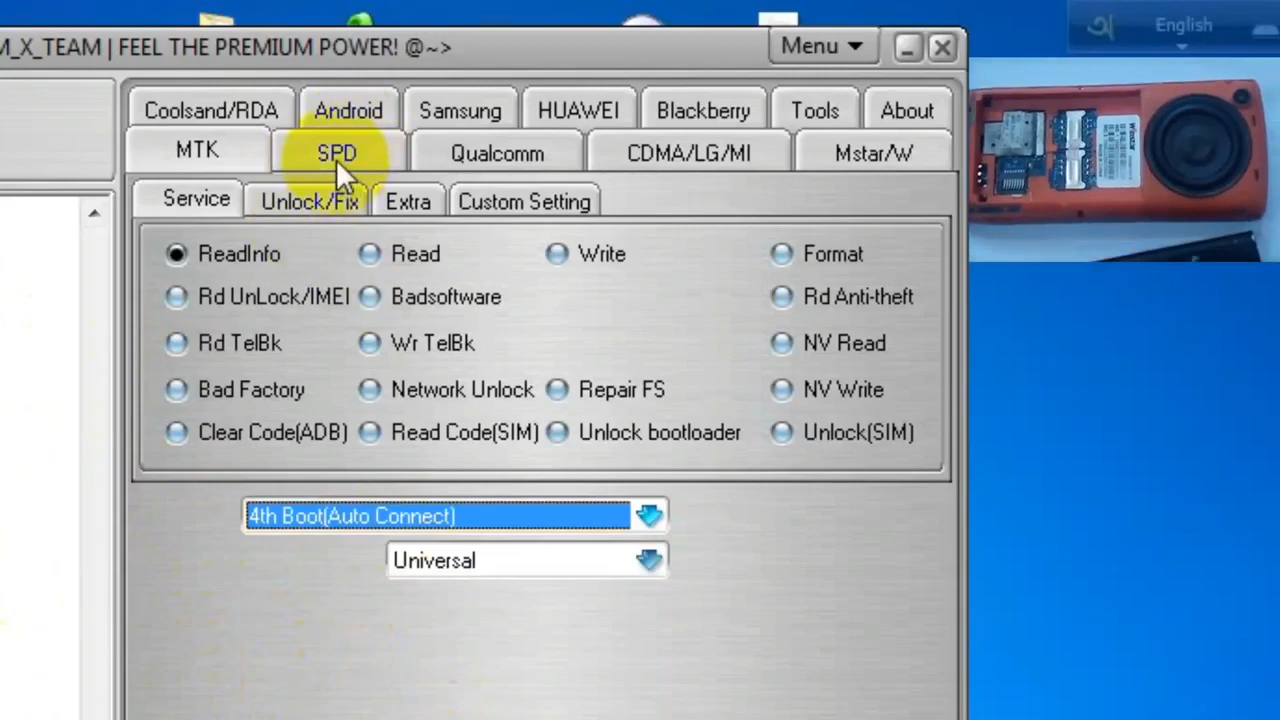 M_X_TEAM | FEEL THE PREMIUM POWER! @~>
Menu
English
Coolsand/RDA Android Samsung HUAWEI Blackberry Tools About
MTK SPD Qualcomm CDMA/LG/MI Mstar/W
Service Unlock/Fix Extra Custom Setting
ReadInfo Read Write Format
Rd UnLock/IMEI Badsoftware Rd Anti-theft
Rd TelBk Wr TelBk NV Read
Bad Factory Network Unlock Repair FS NV Write
Clear Code(ADB) Read Code(SIM) Unlock bootloader Unlock(SIM)
4th Boot(Auto Connect)
Universal
Winstar